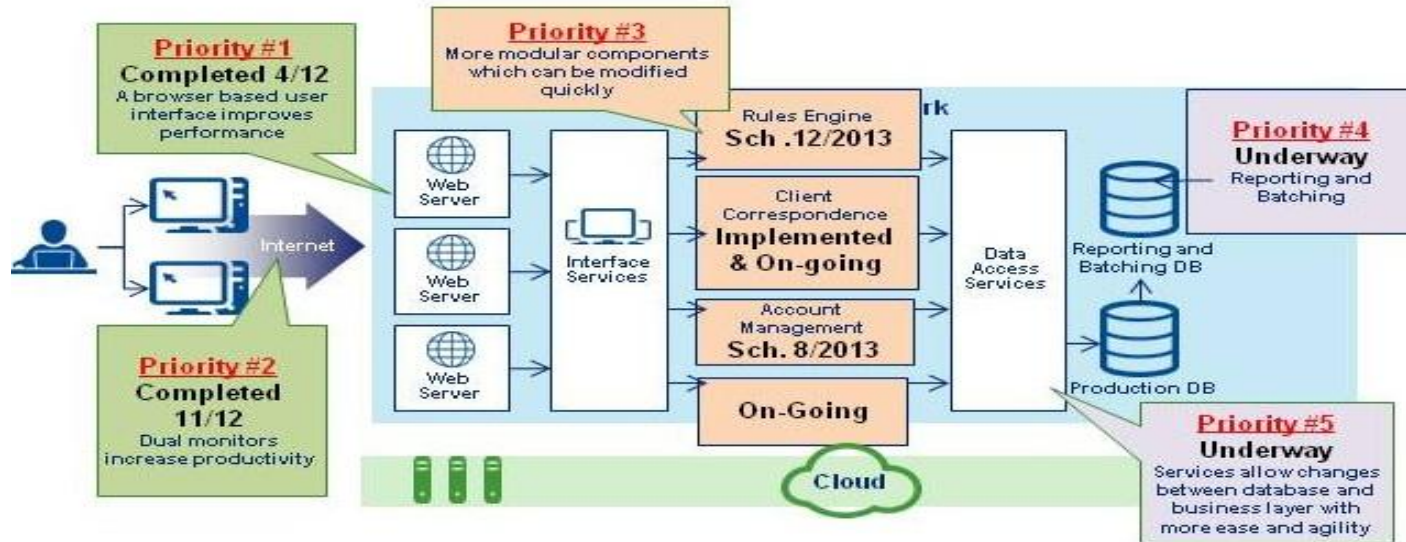 Priority #1
Completed 4/12
A browser based user
interface improves
performance
Priority #3
More modular components
which can be modified
quickly
rk
Priority #4
Underway
Reporting and
Batching
Internet
Web
Server
Web
Server
Web
Server
Interface
Services
Rules Engine
Sch .12/2013
Client
Correspondence
Implemented
& On-going
Account
Management
Sch. 8/2013
On-Going
Data
Access
Services
Reporting and
Batching DB
Production DB
Priority #2
Completed
11/12
Dual monitors
increase productivity
Cloud
Priority #5
Underway
Services allow changes
between database and
business layer with
more ease and agility